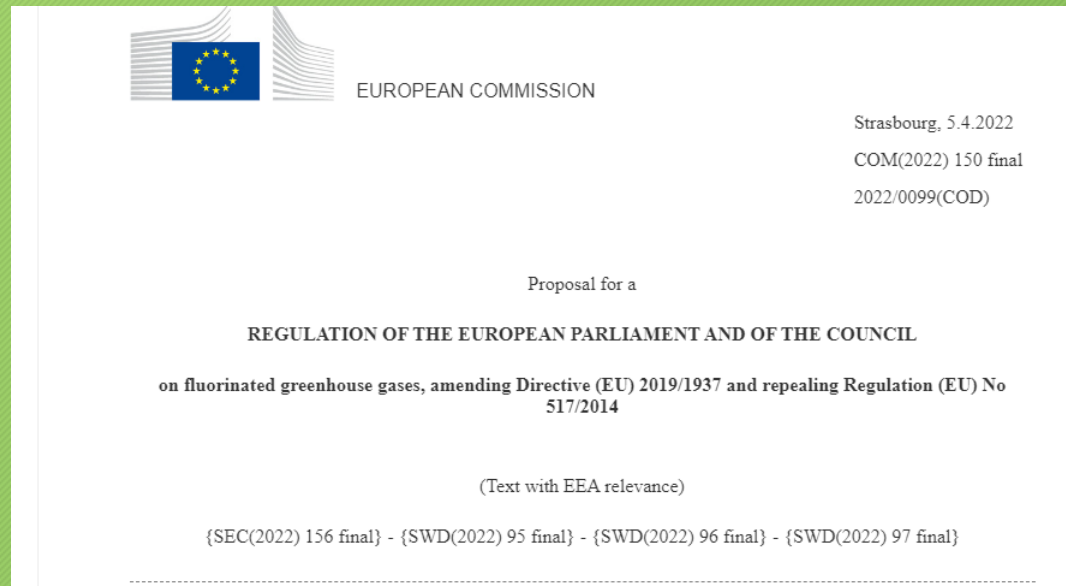 EUROPEAN COMMISSION
Strasbourg, 5.4.2022
COM(2022) 150 final
2022/0099(COD)
Proposal for a
REGULATION OF THE EUROPEAN PARLIAMENT AND OF THE COUNCIL
on fluorinated greenhouse gases, amending Directive (EU) 2019/1937 and repealing Regulation (EU) No
517/2014
(Text with EEA relevance)
{SEC(2022) 156 final} - {SWD(2022) 95 final} - {SWD(2022) 96 final} - {SWD(2022) 97 final}